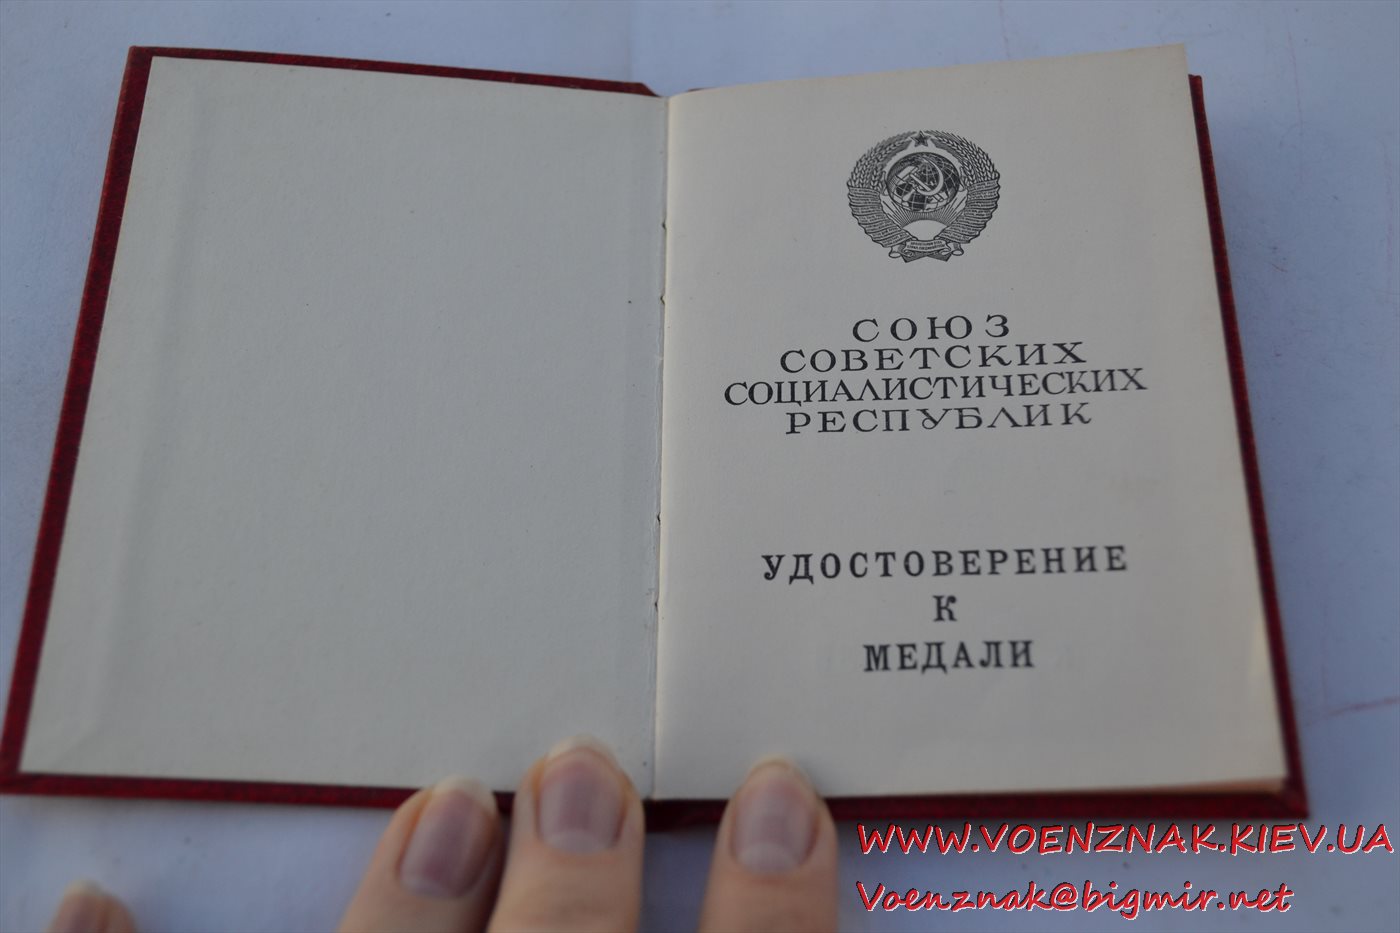 СОЮЗ
СОВЕТСКИХ
СОЦИАЛИСТИЧЕСКИХ
РЕСПУБЛИК
УДОСТОВЕРЕНИЕ
К
МЕДАЛИ
WWW.VOENZNAK.KIEV.UA
Voenznak@bigmir.net